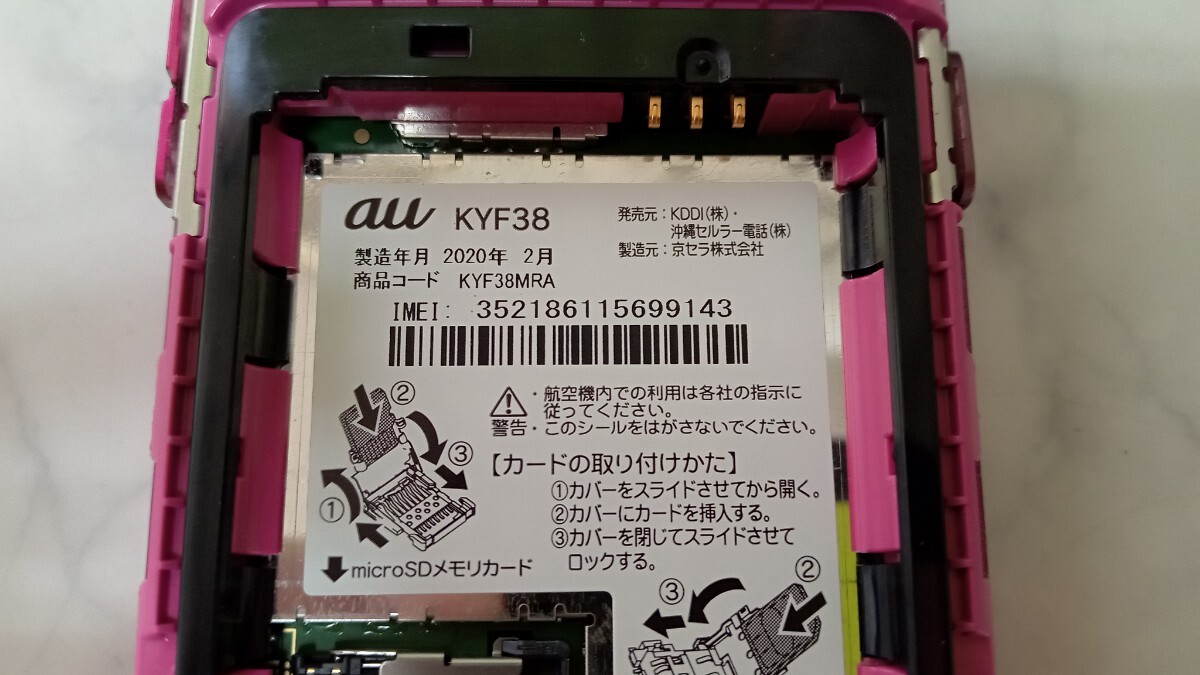 au KYF38
発売元：KDDI(株)・
沖縄セルラー電話(株)
製造元：京セラ株式会社
製造年月 2020年 2月
商品コード KYF38MRA
IMEI: 352186115699143
②
③
①
⚠・航空機内での利用は各社の指示に
従ってください。
警告・このシールをはがさないでください。
【カードの取り付けかた】
①カバーをスライドさせてから開く。
②カバーにカードを挿入する。
③カバーを閉じてスライドさせて
ロックする。
⬇microSDメモリカード
③
②